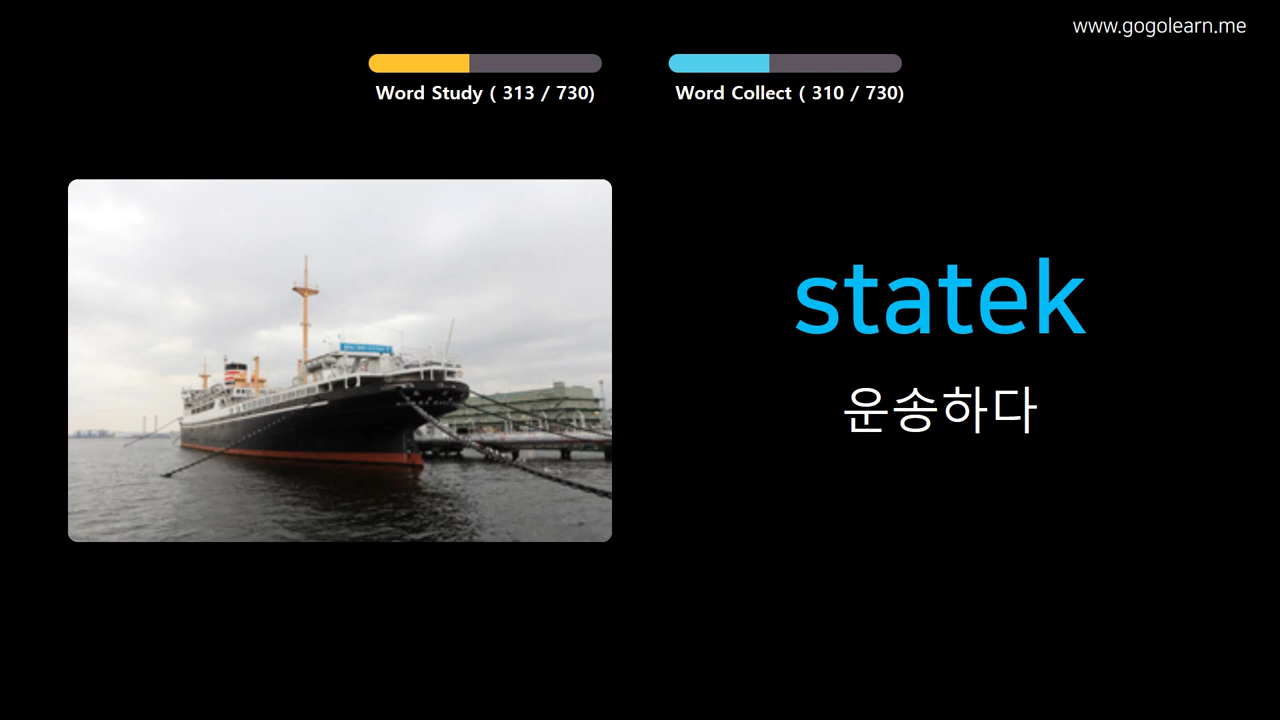 www.gogolearn.me
Word Study ( 313 / 730)
Word Collect ( 310 / 730)
statek
운송하다